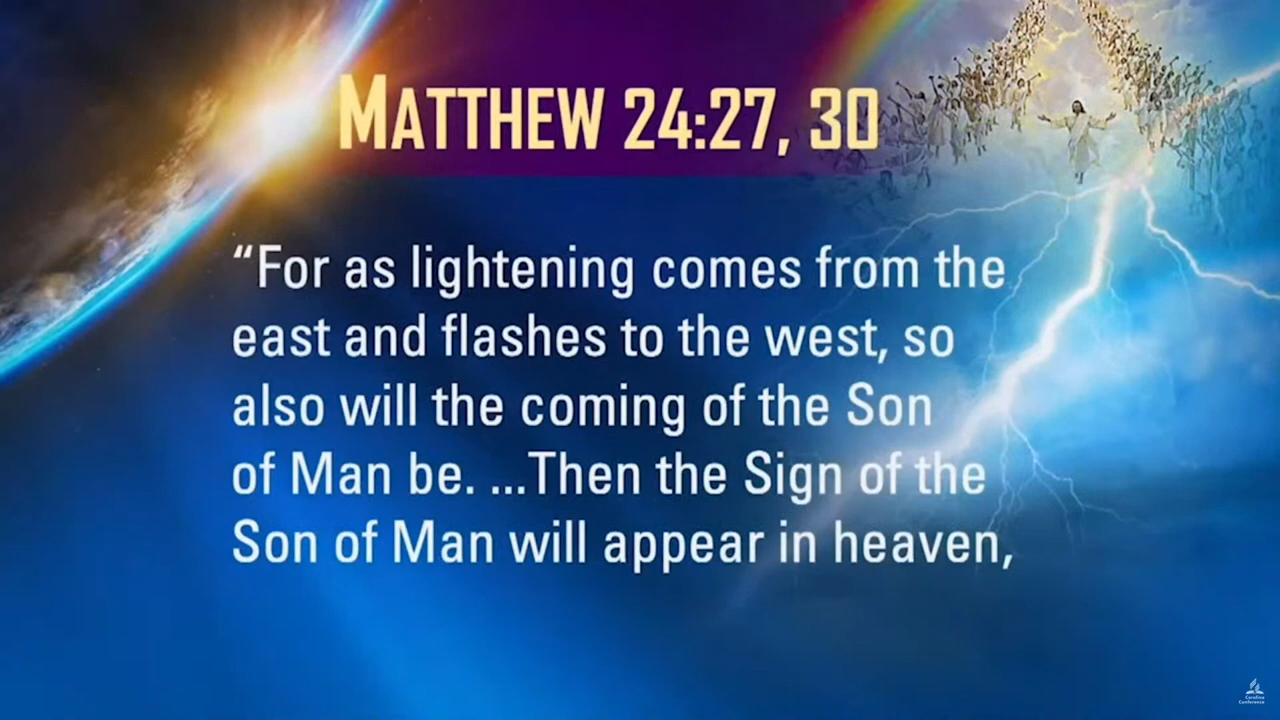 MATTHEW 24:27, 30
“For as lightening comes from the
east and flashes to the west, so
also will the coming of the Son
of Man be. ...Then the Sign of the
Son of Man will appear in heaven,
Carolina
Conference